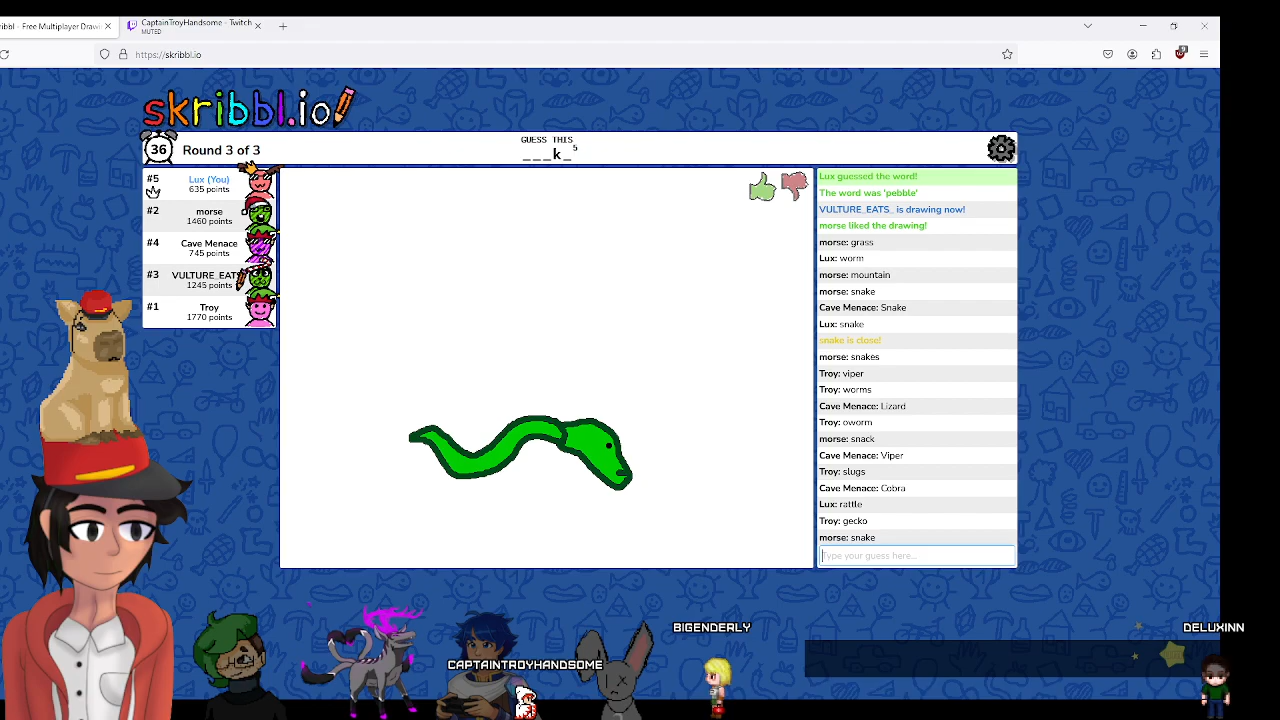 ribbl - Free Multiplayer Draw
CaptainTroyHandsome - Twitch
MUTED
https://skribbl.io
skribbl.io
36
Round 3 of 3
GUESS THIS
___k_ 5
#5
Lux (You)
635 points
#2
morse
1460 points
#4
Cave Menace
745 points
#3
VULTURE_EATS
1245 points
#1
Troy
1770 points
Lux guessed the word!
The word was 'pebble'
VULTURE_EATS_ is drawing now!
morse liked the drawing!
morse: grass
Lux: worm
morse: mountain
morse: snake
Cave Menace: Snake
Lux: snake
snake is close!
morse: snakes
Troy: viper
Troy: worms
Cave Menace: Lizard
Troy: oworm
morse: snack
Cave Menace: Viper
Troy: slugs
Cave Menace: Cobra
Lux: rattle
Troy: gecko
morse: snake
Type your guess here...
BIGENDERLY
DELUXINN
CAPTAINTROYHANDSOME